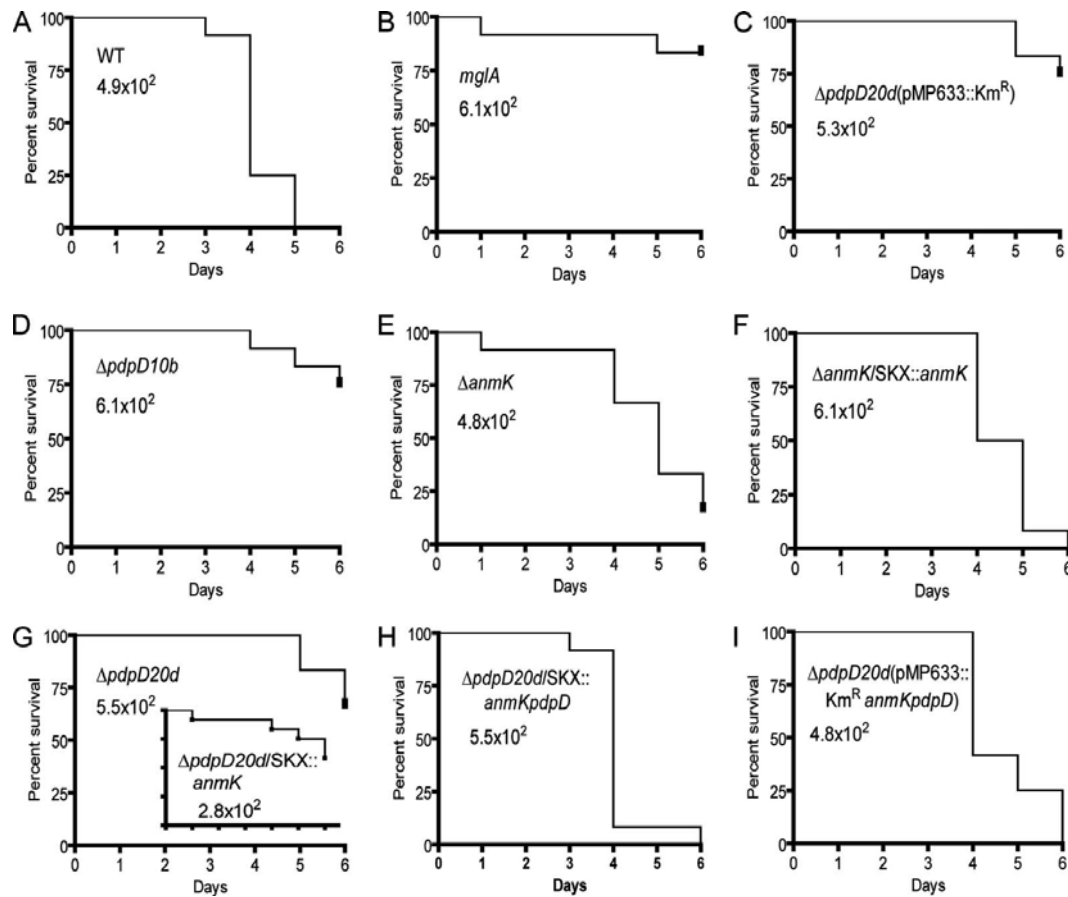 A
WT
4.9x10²
Percent survival
100
75
50
25
0
0 1 2 3 4 5 6
Days
B
mglA
6.1x10²
Percent survival
100
75
50
25
0
0 1 2 3 4 5 6
Days
C
ΔpdpD20d(pMP633::Kmᴿ)
5.3x10²
Percent survival
100
75
50
25
0
0 1 2 3 4 5 6
Days
D
ΔpdpD10b
6.1x10²
Percent survival
100
75
50
25
0
0 1 2 3 4 5 6
Days
E
ΔanmK
4.8x10²
Percent survival
100
75
50
25
0
0 1 2 3 4 5 6
Days
F
ΔanmK/SKX::anmK
6.1x10²
Percent survival
100
75
50
25
0
0 1 2 3 4 5 6
Days
G
ΔpdpD20d
5.5x10²
ΔpdpD20d/SKX::
anmK
2.8x10²
Percent survival
100
75
50
25
0
0 1 2 3 4 5 6
Days
H
ΔpdpD20d/SKX::
anmKpdpD
5.5x10²
Percent survival
100
75
50
25
0
0 1 2 3 4 5 6
Days
I
ΔpdpD20d(pMP633::
Kmᴿ anmKpdpD)
4.8x10²
Percent survival
100
75
50
25
0
0 1 2 3 4 5 6
Days